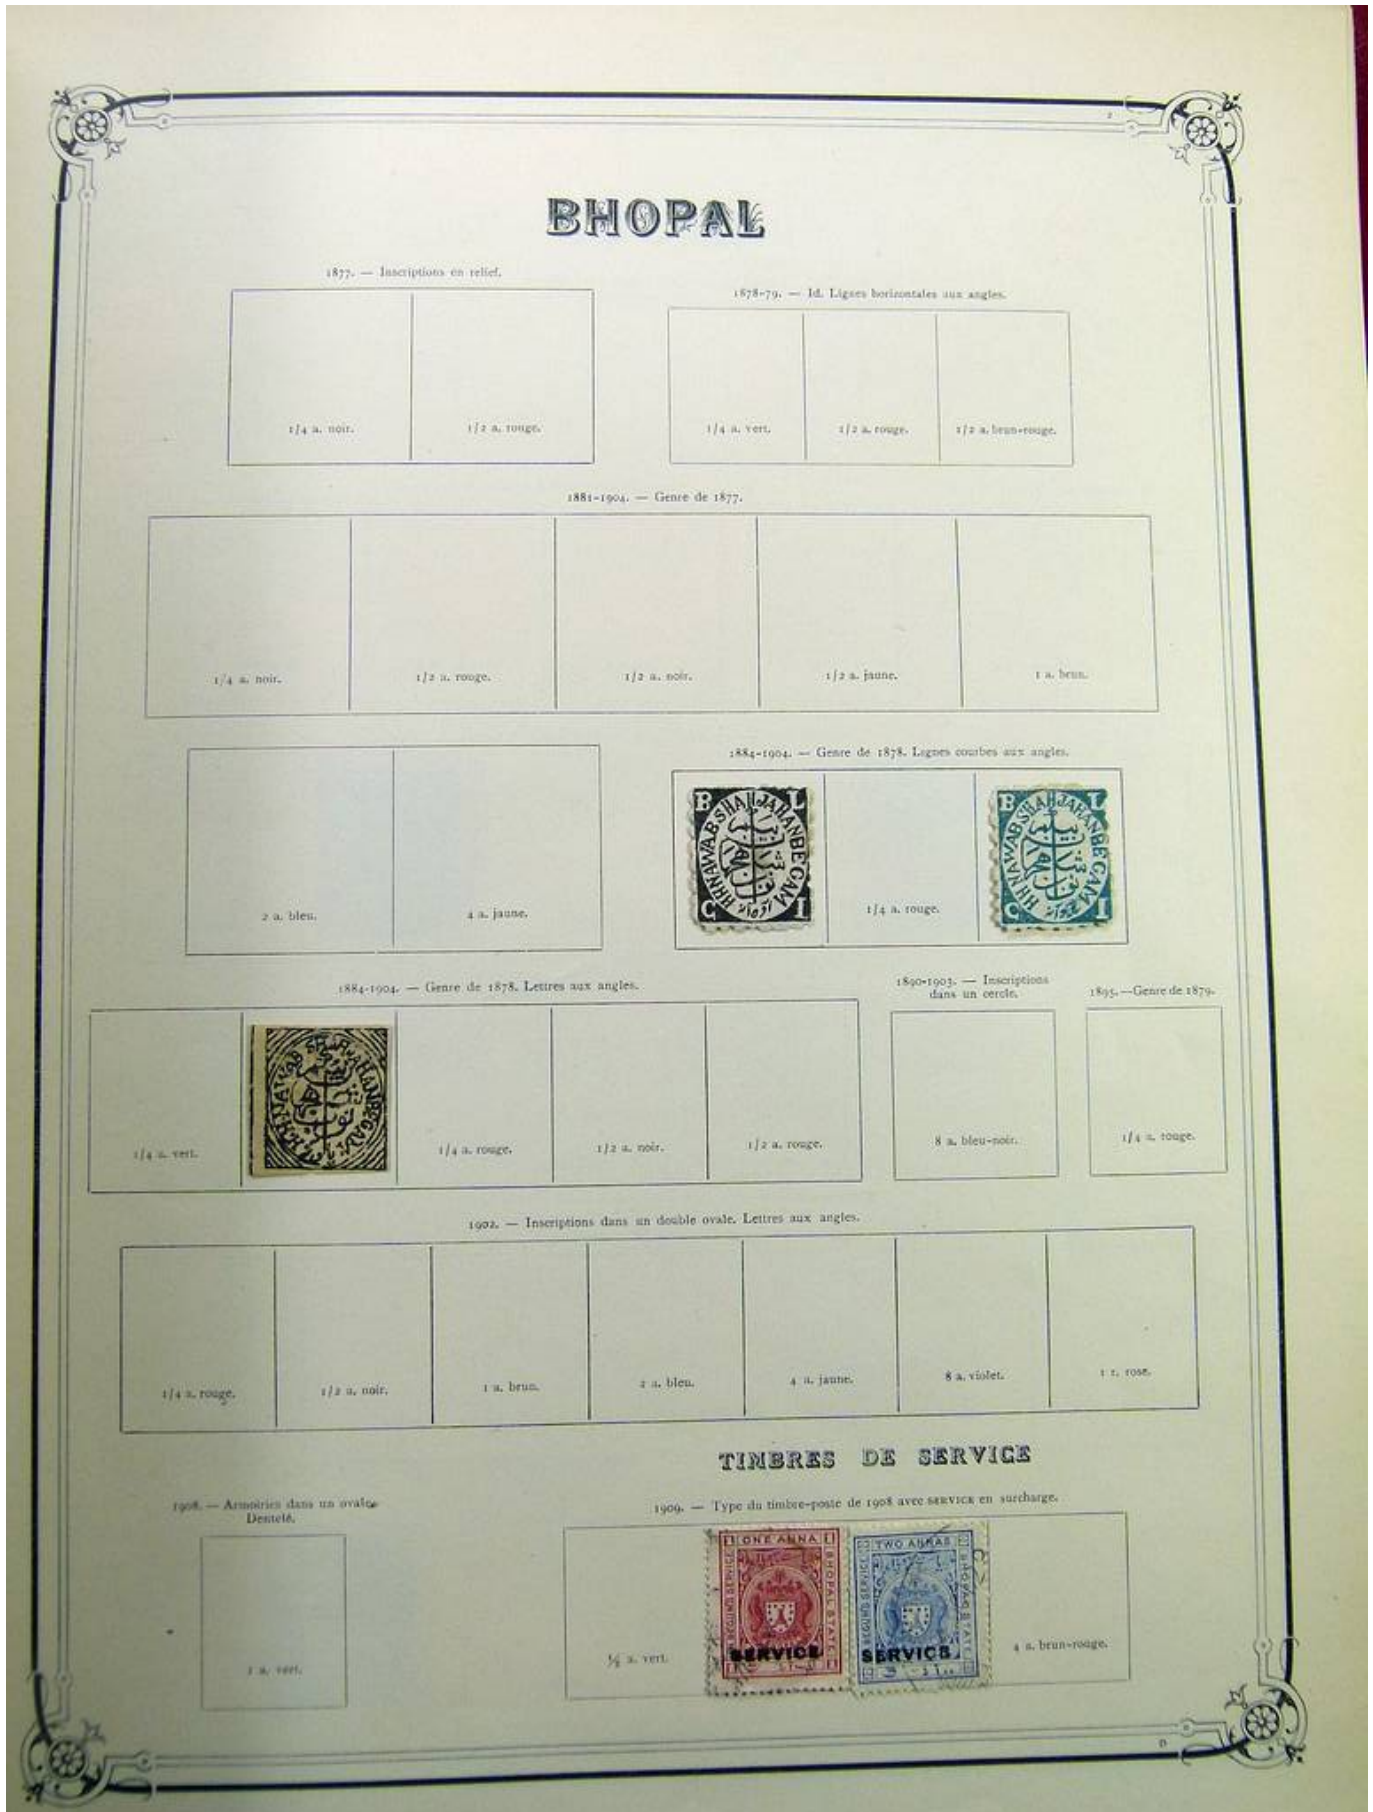 BHOPAL
1877. — Inscriptions en relief.
1878-79. — Id. Lignes horizontales aux angles.
1/4 a. noir.
1/2 a. rouge.
1/4 a. vert.
1/2 a. rouge.
1/2 a. brun-rouge.
1881-1904. — Genre de 1877.
1/4 a. noir.
1/2 a. rouge.
1/2 a. noir.
1/2 a. jaune.
1 a. brun.
1884-1904. — Genre de 1878. Lignes courbes aux angles.
2 a. bleu.
4 a. jaune.
B L
H.H.NAWABSHAHJAHANBEGAM
C I
1/4 a. rouge.
B L
H.H.NAWABSHAHJAHANBEGAM
C I
1884-1904. — Genre de 1878. Lettres aux angles.
1890-1903. — Inscriptions
dans un cercle.
1895.—Genre de 1879.
1/4 a. vert.
1/4 a. rouge.
1/2 a. noir.
1/2 a. rouge.
8 a. bleu-noir.
1/4 a. rouge.
1902. — Inscriptions dans un double ovale. Lettres aux angles.
1/4 a. rouge.
1/2 a. noir.
1 a. brun.
2 a. bleu.
4 a. jaune.
8 a. violet.
1 r. rose.
TIMBRES DE SERVICE
1908. — Armoiries dans un ovale.
Dentelé.
1909. — Type du timbre-poste de 1908 avec SERVICE en surcharge.
1 a. vert.
½ a. vert.
ONE ANNA
BHOPAL STATE
SERVICE
TWO ANNAS
BHOPAL STATE
SERVICE
4 a. brun-rouge.